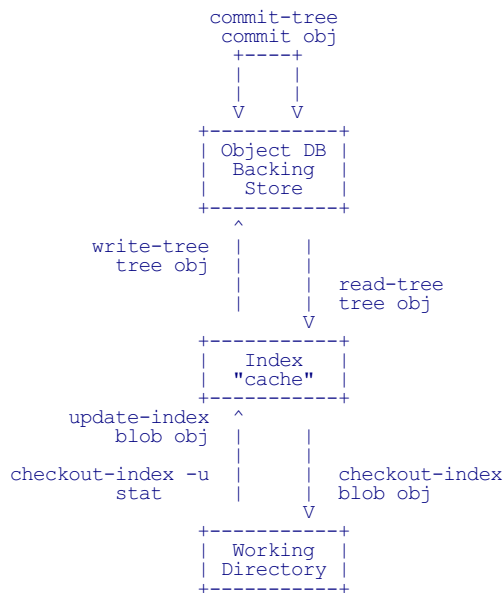 commit-tree
commit obj
+----+
| |
| |
V V
+-----------+
| Object DB |
| Backing |
| Store |
+-----------+
^
write-tree | |
tree obj | |
| | read-tree
| | tree obj
V
+-----------+
| Index |
| "cache" |
+-----------+
update-index ^
blob obj | |
| |
checkout-index -u | | checkout-index
stat | | blob obj
V
+-----------+
| Working |
| Directory |
+-----------+